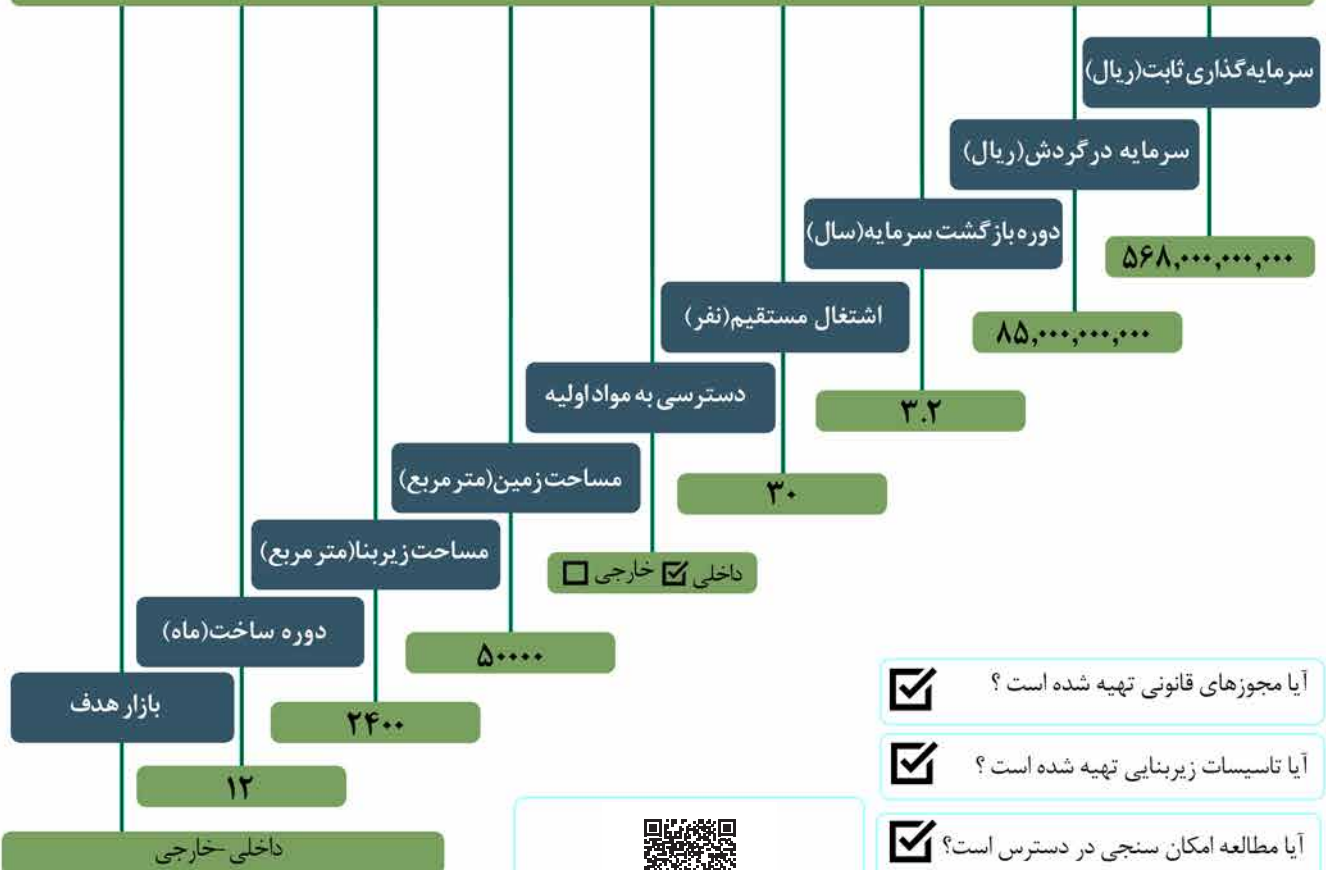 سرمایه‌گذاری ثابت(ریال)
۵۶۸,۰۰۰,۰۰۰,۰۰۰
سرمایه در گردش(ریال)
۸۵,۰۰۰,۰۰۰,۰۰۰
دوره بازگشت سرمایه(سال)
۳.۲
اشتغال مستقیم(نفر)
۳۰
دسترسی به مواد اولیه
داخلی ☑ خارجی ☐
مساحت زمین(متر مربع)
۵۰۰۰۰
مساحت زیربنا(متر مربع)
۲۴۰۰
دوره ساخت(ماه)
۱۲
بازار هدف
داخلی-خارجی
آیا مجوزهای قانونی تهیه شده است ؟ ☑
آیا تاسیسات زیربنایی تهیه شده است ؟ ☑
آیا مطالعه امکان سنجی در دسترس است؟ ☑